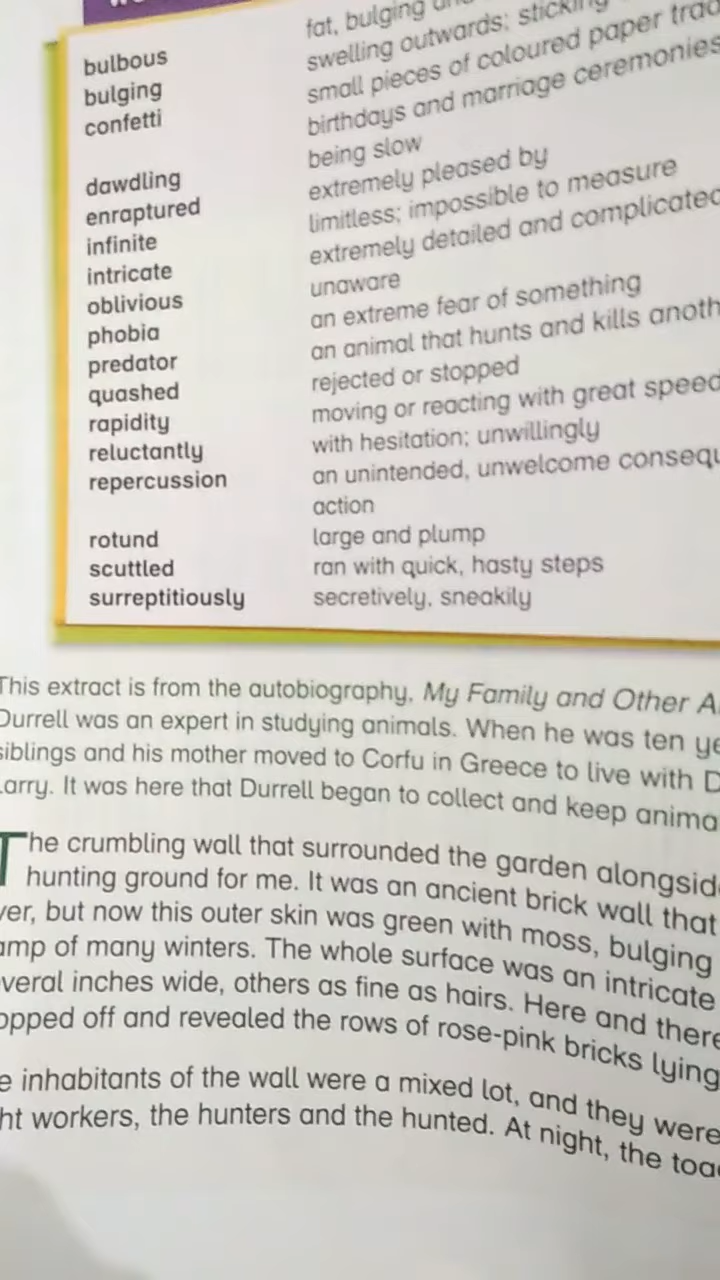 fat, bulging
bulbous swelling outwards; sticking
bulging small pieces of coloured paper
confetti birthdays and marriage ceremonies
being slow
dawdling extremely pleased by
enraptured limitless; impossible to measure
infinite extremely detailed and complicated
intricate unaware
oblivious an extreme fear of something
phobia an animal that hunts and kills
predator rejected or stopped
quashed moving or reacting with great speed
rapidity with hesitation; unwillingly
reluctantly an unintended, unwelcome
repercussion action
rotund large and plump
scuttled ran with quick, hasty steps
surreptitiously secretively, sneakily
This extract is from the autobiography, My Family and Other
Durrell was an expert in studying animals. When he was ten
siblings and his mother moved to Corfu in Greece to live with
Larry. It was here that Durrell began to collect and keep
The crumbling wall that surrounded the garden
hunting ground for me. It was an ancient brick wall that
but now this outer skin was green with moss, bulging
of many winters. The whole surface was an intricate
inches wide, others as fine as hairs. Here and
off and revealed the rows of rose-pink bricks lying
inhabitants of the wall were a mixed lot, and they were
workers, the hunters and the hunted. At night, the